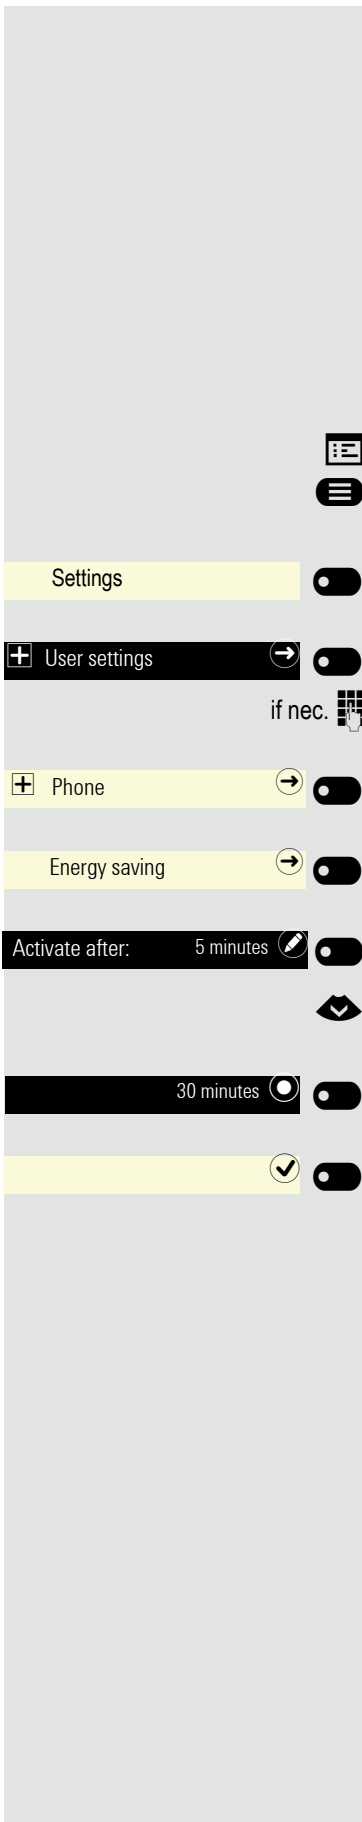 Settings
User settings
if nec.
Phone
Energy saving
Activate after: 5 minutes
30 minutes